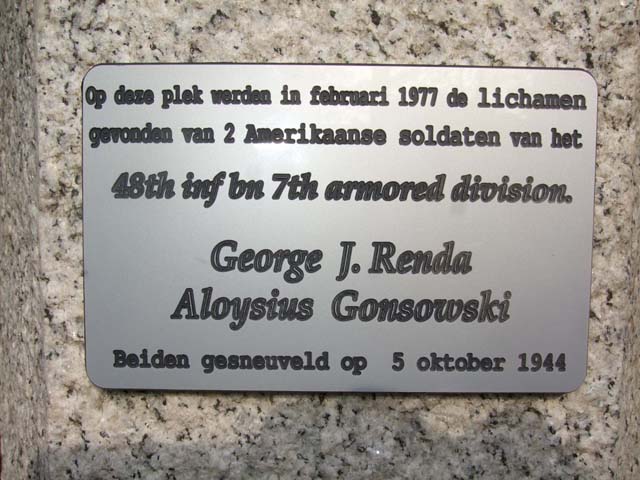 Op deze plek werden in februari 1977 de lichamen
gevonden van 2 Amerikaanse soldaten van het
48th inf bn 7th armored division.
George J. Renda
Aloysius Gonsowski
Beiden gesneuveld op 5 oktober 1944